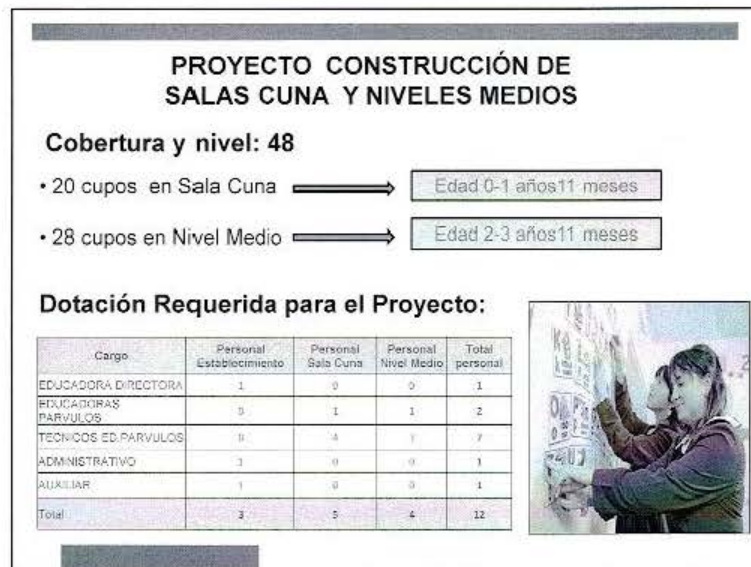 PROYECTO CONSTRUCCIÓN DE
SALAS CUNA Y NIVELES MEDIOS
Cobertura y nivel: 48
• 20 cupos en Sala Cuna
Edad 0-1 años11 meses
• 28 cupos en Nivel Medio
Edad 2-3 años11 meses
Dotación Requerida para el Proyecto:
Cargo Personal Establecimiento Personal Sala Cuna Personal Nivel Medio Total personal
EDUCADORA DIRECTORA 1 0 0 1
EDUCADORAS PARVULOS 0 1 1 2
TECNICOS ED.PARVULOS 0 4 7
ADMINISTRATIVO 1 0 0 1
AUXILIAR 1 0 0 1
Total 3 5 4 12